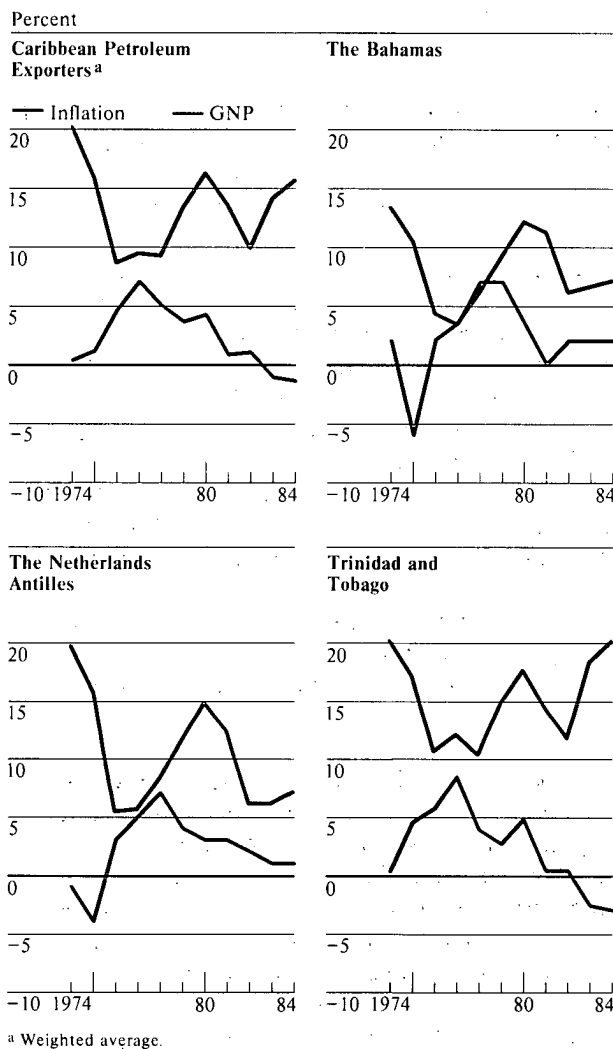 Percent
Caribbean Petroleum
Exporters a
Inflation GNP
20
15
10
5
0
−5
−10 1974 80 84
The Bahamas
20
15
10
5
0
−5
−10 1974 80 84
The Netherlands
Antilles
20
15
10
5
0
−5
−10 1974 80 84
Trinidad and
Tobago
20
15
10
5
0
−5
−10 1974 80 84
a Weighted average.